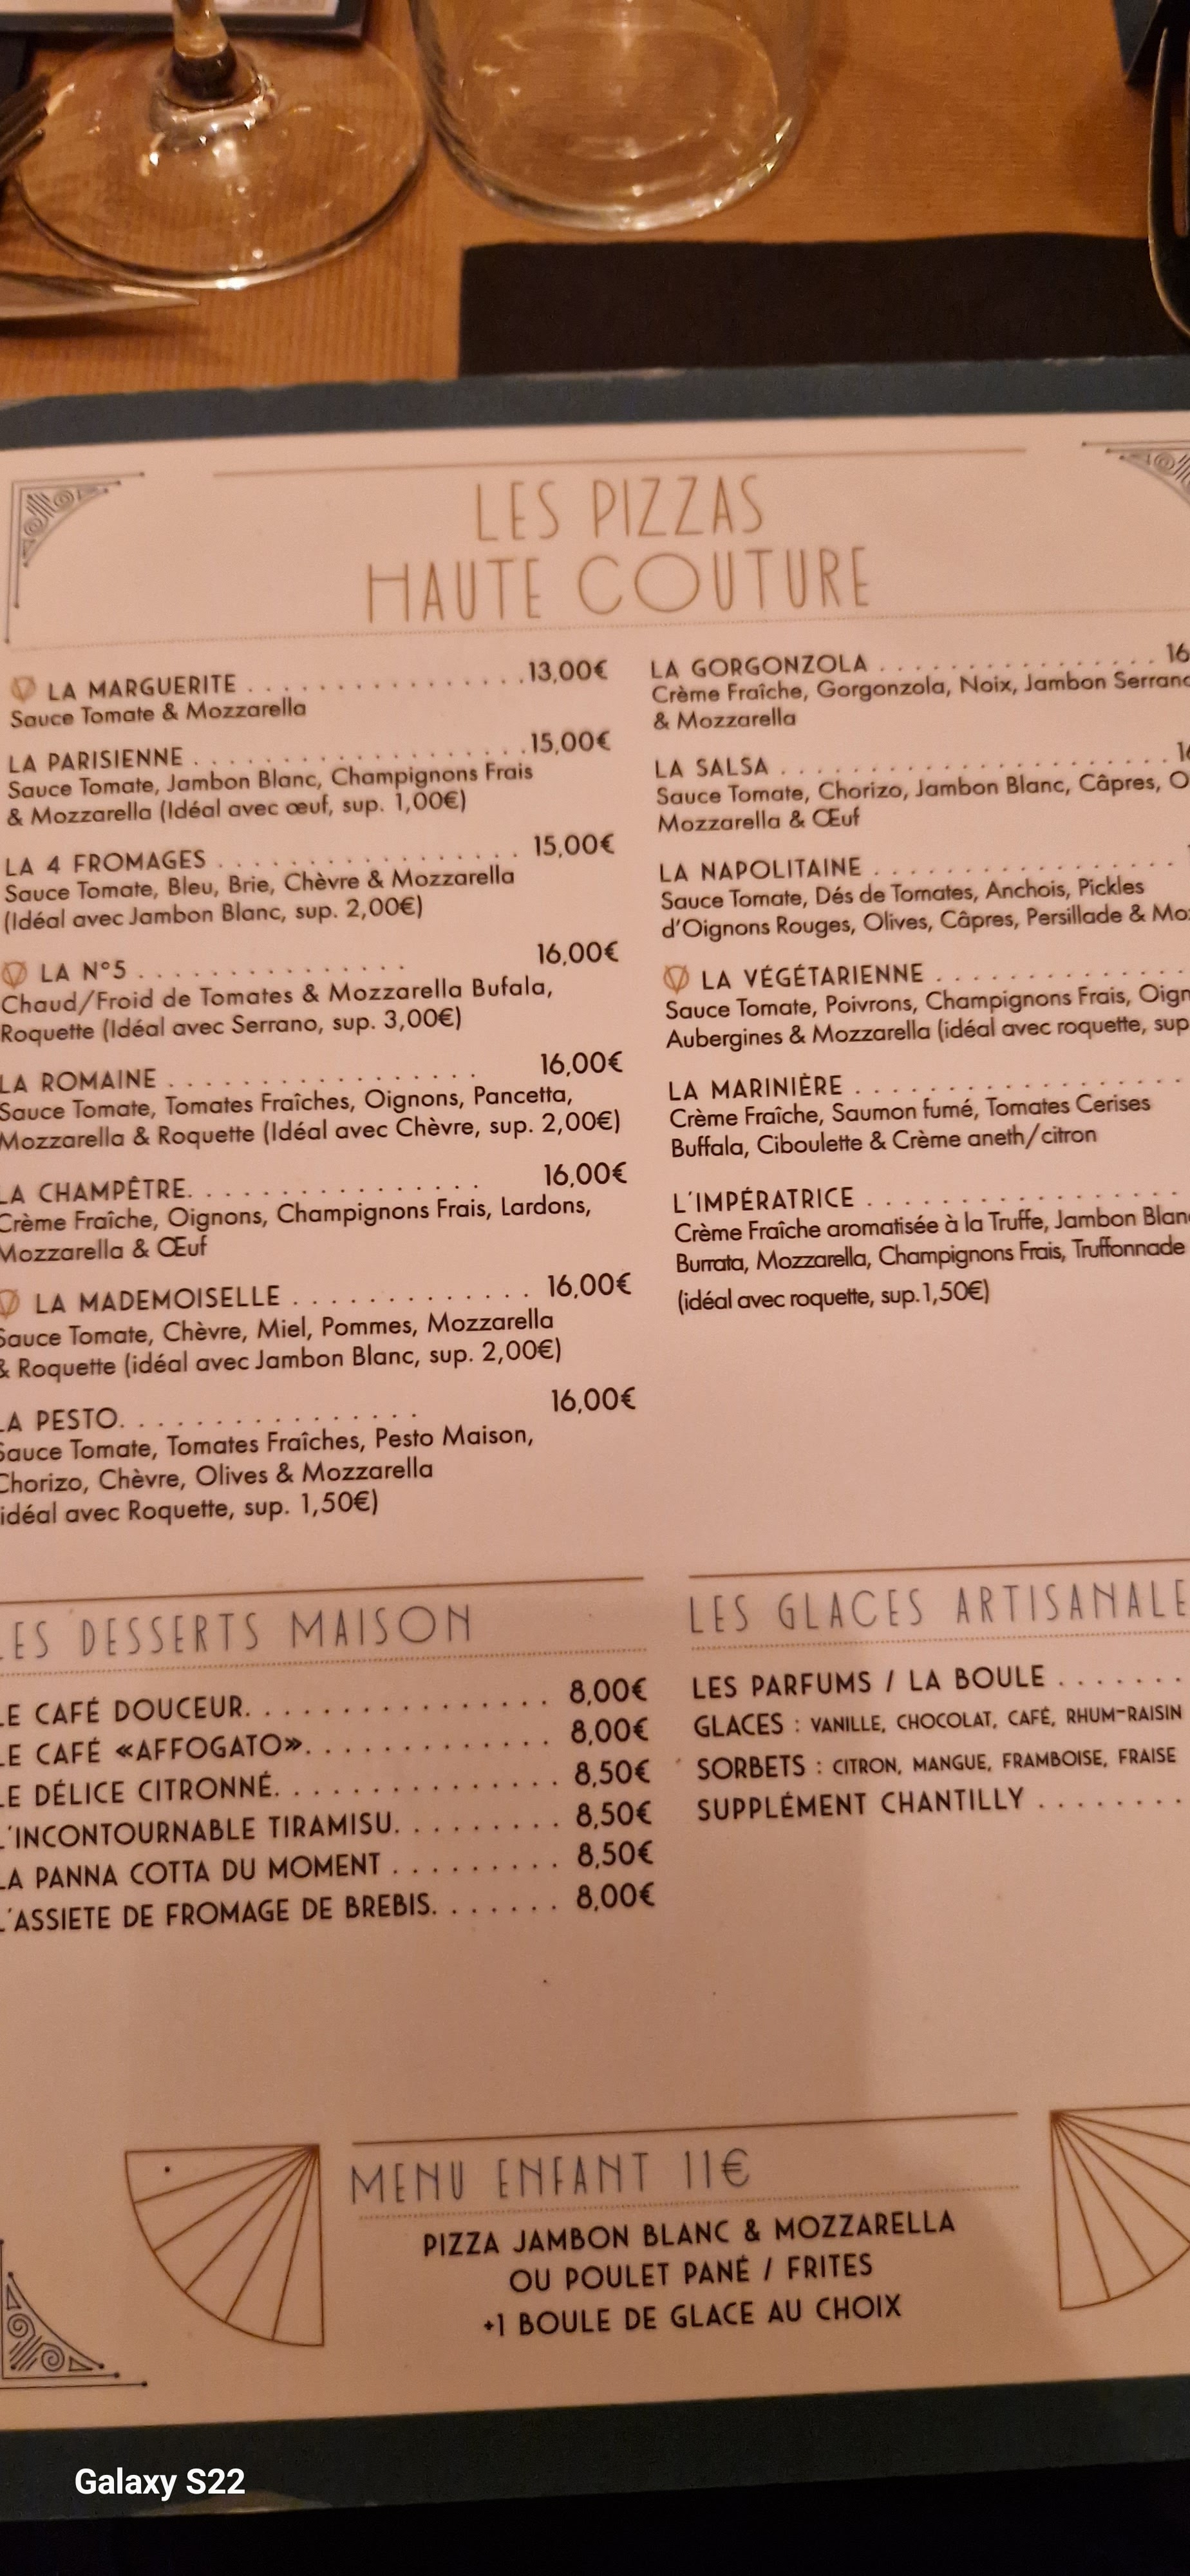 LES PIZZAS
HAUTE COUTURE
LA MARGUERITE . . . . . . . . . . . . . . . . . 13,00€
Sauce Tomate & Mozzarella
LA PARISIENNE . . . . . . . . . . . . . . . . . . . . 15,00€
Sauce Tomate, Jambon Blanc, Champignons Frais
& Mozzarella (Idéal avec œuf, sup. 1,00€)
LA 4 FROMAGES . . . . . . . . . . . . . . . . . . 15,00€
Sauce Tomate, Bleu, Brie, Chèvre & Mozzarella
(Idéal avec Jambon Blanc, sup. 2,00€)
LA N°5 . . . . . . . . . . . . . . . . 16,00€
Chaud/Froid de Tomates & Mozzarella Bufala,
Roquette (Idéal avec Serrano, sup. 3,00€)
LA ROMAINE . . . . . . . . . . . . . . . . . . 16,00€
Sauce Tomate, Tomates Fraîches, Oignons, Pancetta,
Mozzarella & Roquette (Idéal avec Chèvre, sup. 2,00€)
LA CHAMPÊTRE. . . . . . . . . . . . . . . . . 16,00€
Crème Fraîche, Oignons, Champignons Frais, Lardons,
Mozzarella & Œuf
LA MADEMOISELLE . . . . . . . . . . . . . 16,00€
Sauce Tomate, Chèvre, Miel, Pommes, Mozzarella
& Roquette (idéal avec Jambon Blanc, sup. 2,00€)
LA PESTO. . . . . . . . . . . . . . . . . 16,00€
Sauce Tomate, Tomates Fraîches, Pesto Maison,
Chorizo, Chèvre, Olives & Mozzarella
idéal avec Roquette, sup. 1,50€)
LA GORGONZOLA . . . . . . . . . . . . . . . . . 16
Crème Fraîche, Gorgonzola, Noix, Jambon Serrano
& Mozzarella
LA SALSA . . . . . . . . . . . . . . . . . . . . . . . .
Sauce Tomate, Chorizo, Jambon Blanc, Câpres, O
Mozzarella & Œuf
LA NAPOLITAINE . . . . . . . . . . . . . . . . . .
Sauce Tomate, Dés de Tomates, Anchois, Pickles
d'Oignons Rouges, Olives, Câpres, Persillade & Mo
LA VÉGÉTARIENNE . . . . . . . . . . . . . .
Sauce Tomate, Poivrons, Champignons Frais, Oign
Aubergines & Mozzarella (idéal avec roquette, sup
LA MARINIÈRE . . . . . . . . . . . . . . . . . . .
Crème Fraîche, Saumon fumé, Tomates Cerises
Buffala, Ciboulette & Crème aneth/citron
L'IMPÉRATRICE . . . . . . . . . . . . . . . . . .
Crème Fraîche aromatisée à la Truffe, Jambon Blanc
Burrata, Mozzarella, Champignons Frais, Truffonnade
(idéal avec roquette, sup.1,50€)
LES DESSERTS MAISON
LE CAFÉ DOUCEUR. . . . . . . . . . . . . . . . . 8,00€
LE CAFÉ «AFFOGATO». . . . . . . . . . . . . . 8,00€
LE DÉLICE CITRONNÉ. . . . . . . . . . . . . . . . 8,50€
L'INCONTOURNABLE TIRAMISU. . . . . . . . . 8,50€
LA PANNA COTTA DU MOMENT . . . . . . . . . 8,50€
L'ASSIETE DE FROMAGE DE BREBIS. . . . . . . 8,00€
LES GLACES ARTISANALE
LES PARFUMS / LA BOULE . . . . . . .
GLACES : VANILLE, CHOCOLAT, CAFÉ, RHUM-RAISIN
SORBETS : CITRON, MANGUE, FRAMBOISE, FRAISE
SUPPLÉMENT CHANTILLY . . . . . . . .
MENU ENFANT 11€
PIZZA JAMBON BLANC & MOZZARELLA
OU POULET PANÉ / FRITES
+1 BOULE DE GLACE AU CHOIX
Galaxy S22